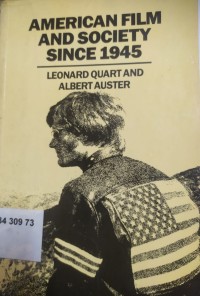 AMERICAN FILM
AND SOCIETY
SINCE 1945
LEONARD QUART AND
ALBERT AUSTER
34 309 73